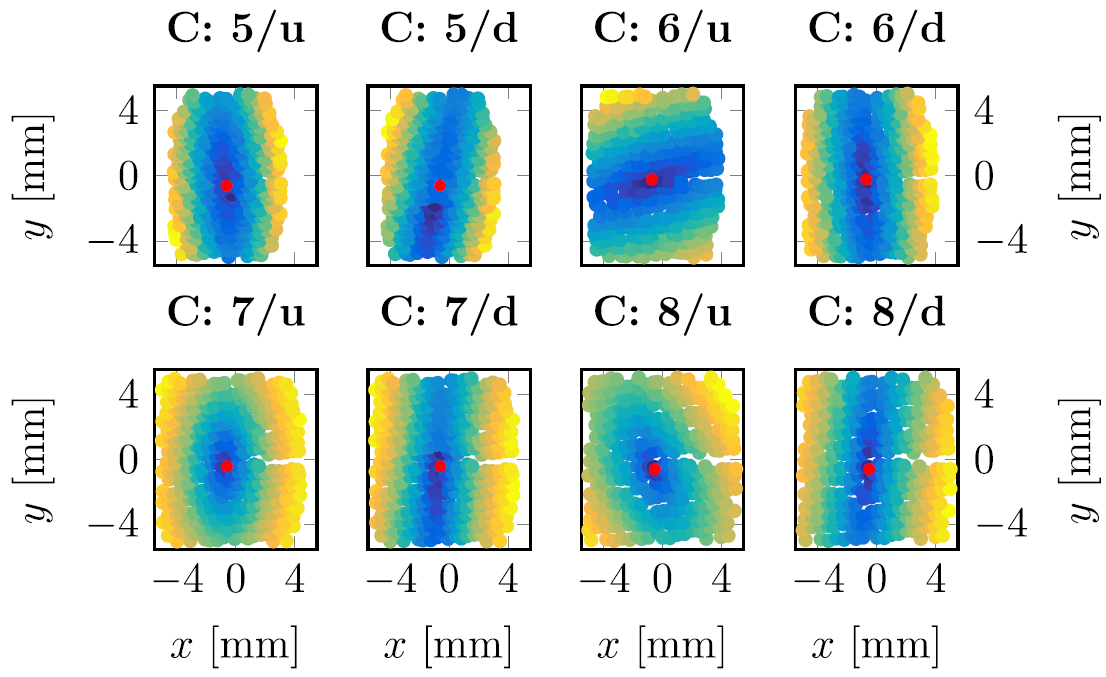 C: 5/u C: 5/d C: 6/u C: 6/d
4 4
0 0
−4 −4
y [mm] y [mm]
C: 7/u C: 7/d C: 8/u C: 8/d
4 4
0 0
−4 −4
y [mm] y [mm]
−4 0 4 −4 0 4 −4 0 4 −4 0 4
x [mm] x [mm] x [mm] x [mm]